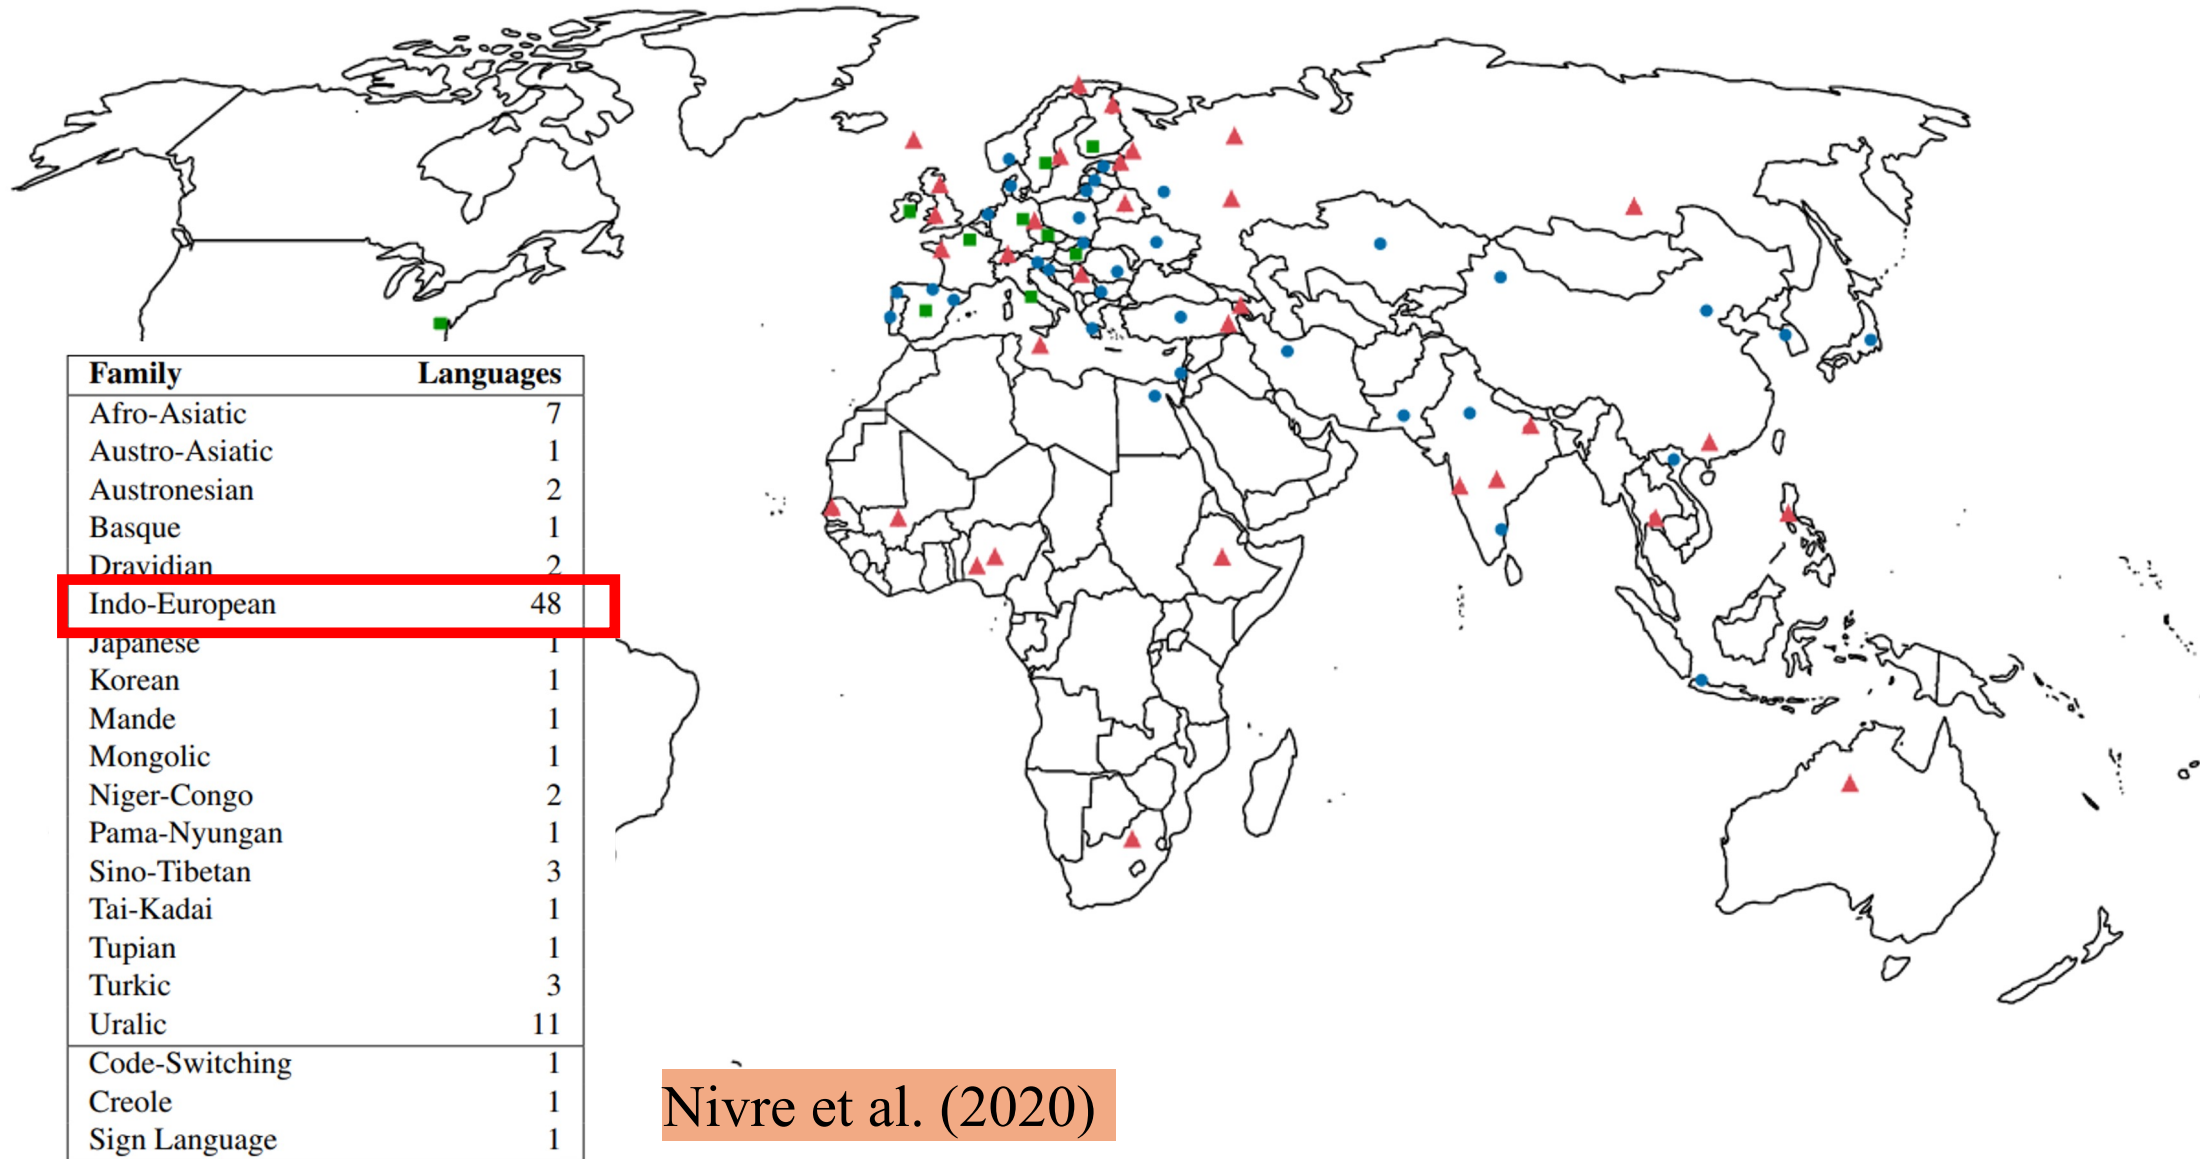 Family Languages
Afro-Asiatic 7
Austro-Asiatic 1
Austronesian 2
Basque 1
Dravidian 2
Indo-European 48
Japanese 1
Korean 1
Mande 1
Mongolic 1
Niger-Congo 2
Pama-Nyungan 1
Sino-Tibetan 3
Tai-Kadai 1
Tupian 1
Turkic 3
Uralic 11
Code-Switching 1
Creole 1
Sign Language 1
Nivre et al. (2020)